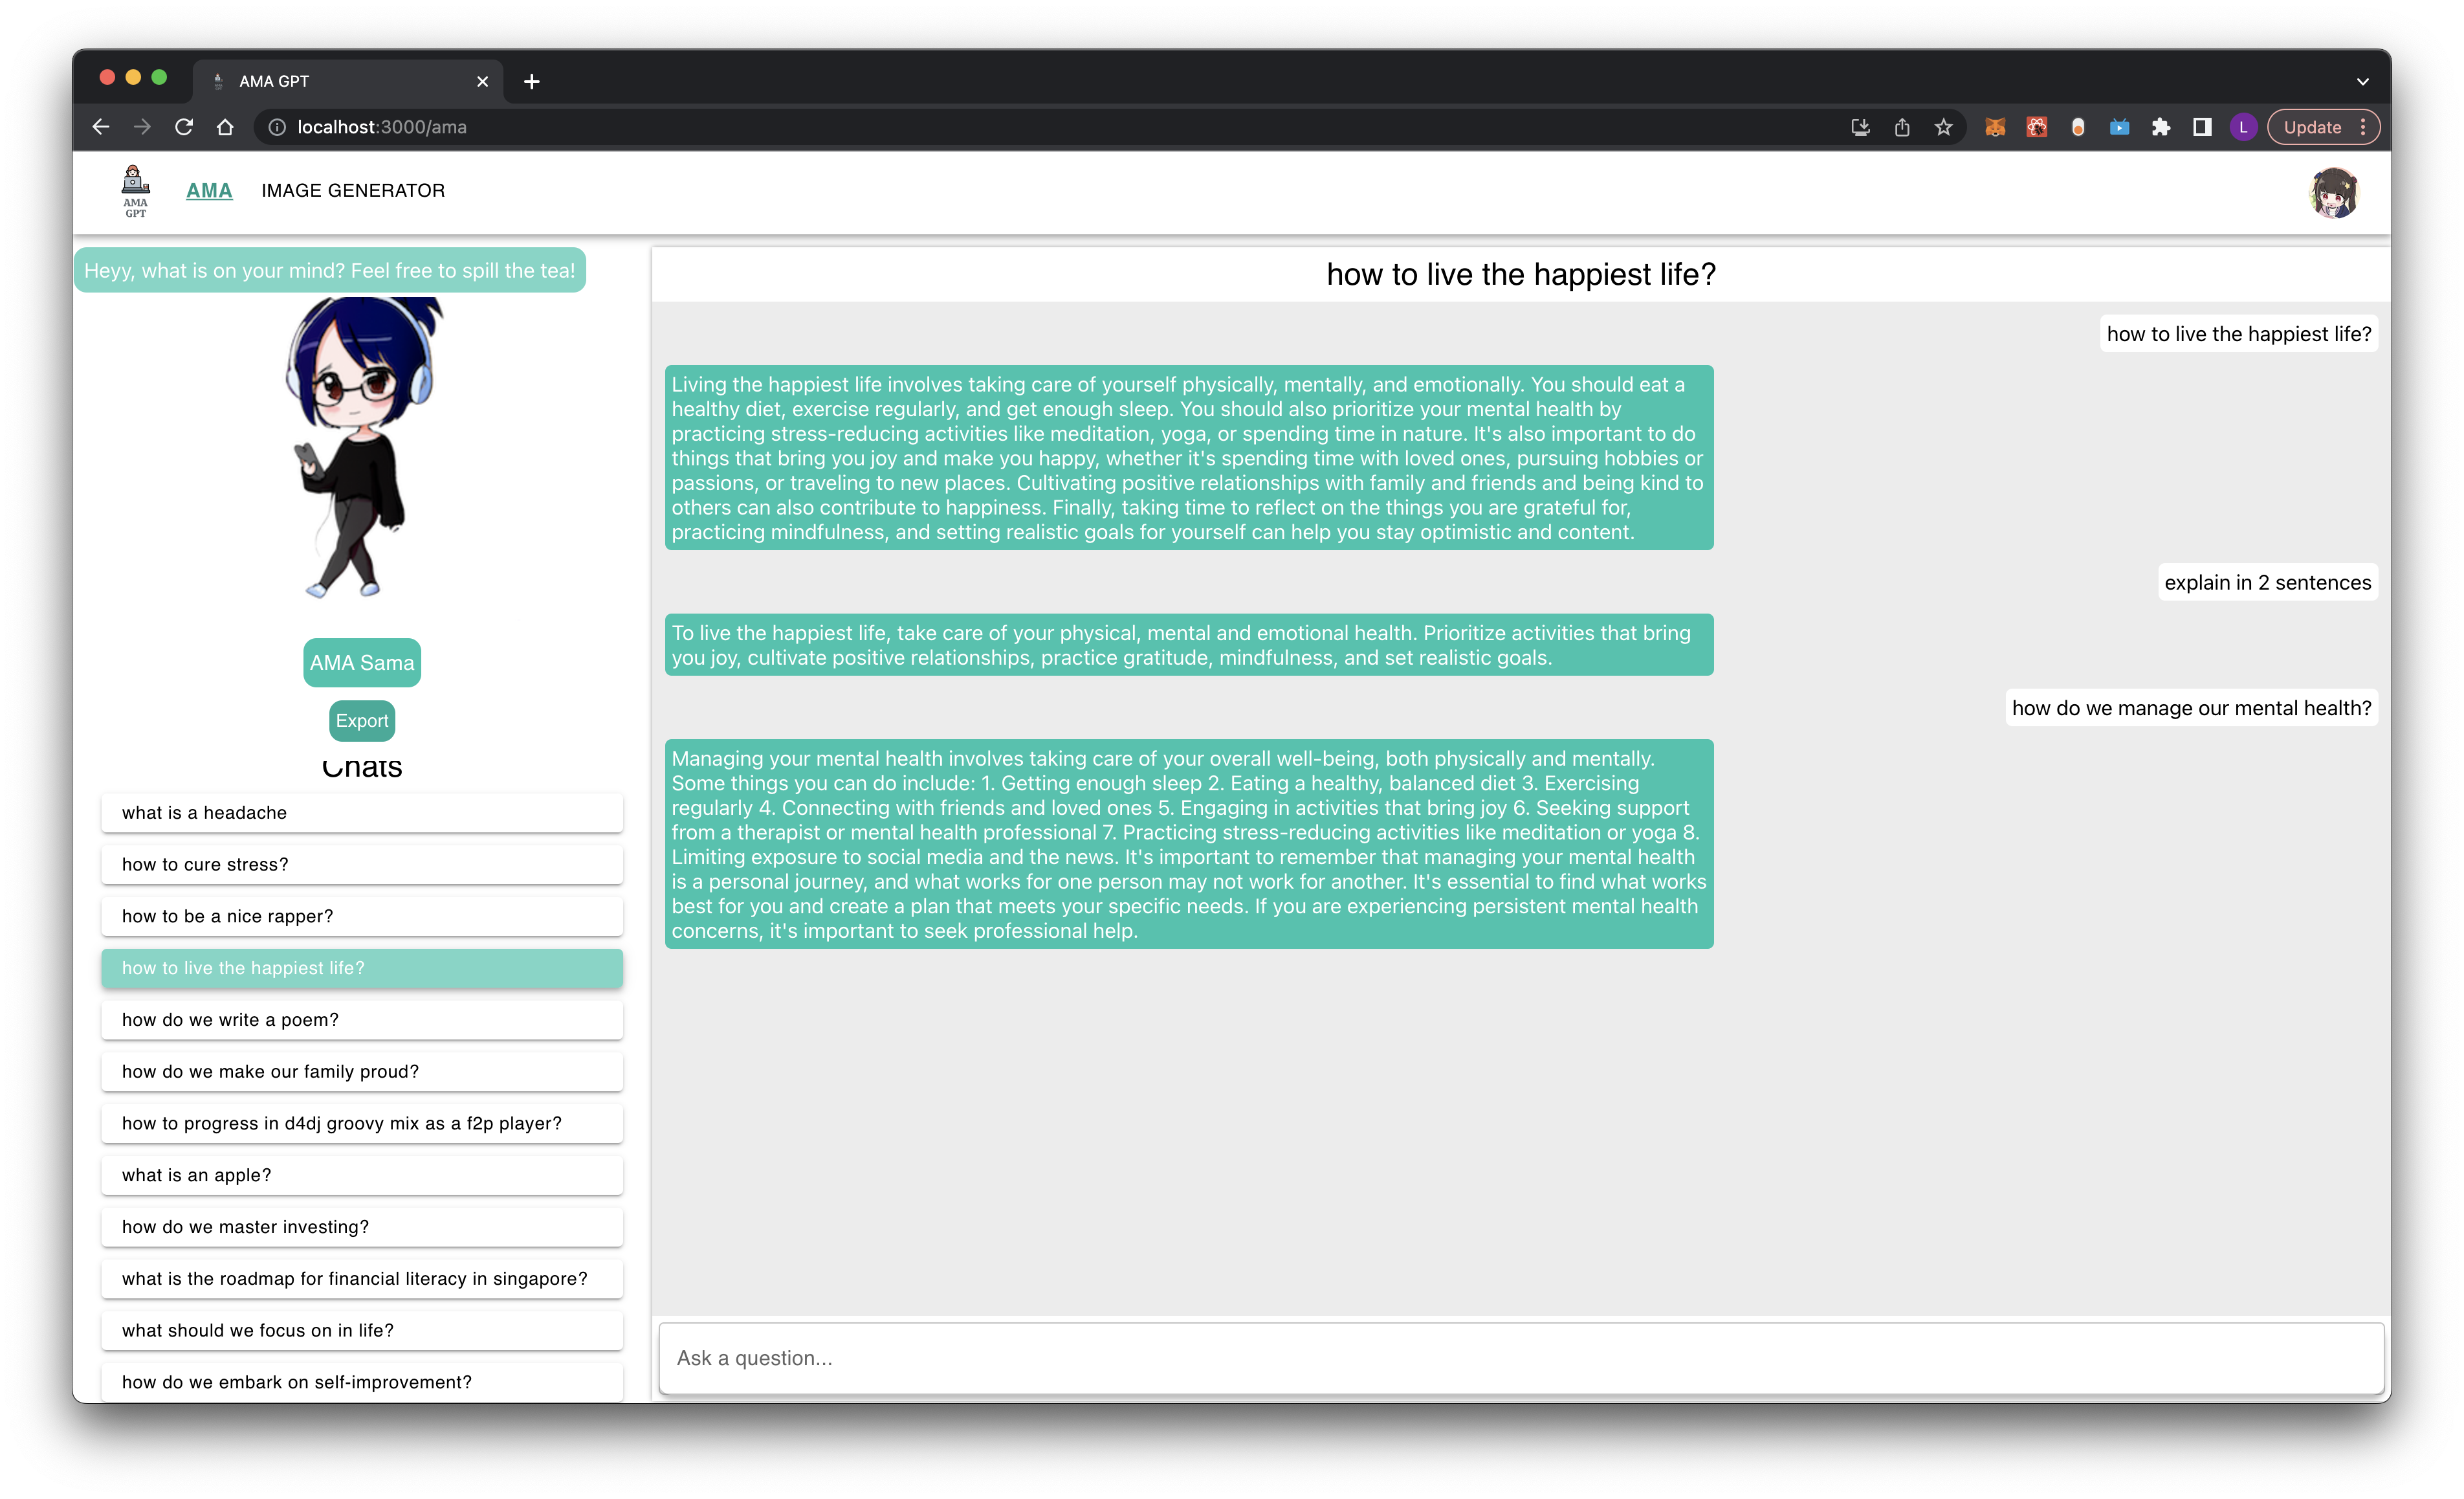 AMA GPT
localhost:3000/ama
L
Update
AMA
GPT
AMA
IMAGE GENERATOR
Heyy, what is on your mind? Feel free to spill the tea!
AMA Sama
Export
Chats
what is a headache
how to cure stress?
how to be a nice rapper?
how to live the happiest life?
how do we write a poem?
how do we make our family proud?
how to progress in d4dj groovy mix as a f2p player?
what is an apple?
how do we master investing?
what is the roadmap for financial literacy in singapore?
what should we focus on in life?
how do we embark on self-improvement?
how to live the happiest life?
how to live the happiest life?
Living the happiest life involves taking care of yourself physically, mentally, and emotionally. You should eat a
healthy diet, exercise regularly, and get enough sleep. You should also prioritize your mental health by
practicing stress-reducing activities like meditation, yoga, or spending time in nature. It's also important to do
things that bring you joy and make you happy, whether it's spending time with loved ones, pursuing hobbies or
passions, or traveling to new places. Cultivating positive relationships with family and friends and being kind to
others can also contribute to happiness. Finally, taking time to reflect on the things you are grateful for,
practicing mindfulness, and setting realistic goals for yourself can help you stay optimistic and content.
explain in 2 sentences
To live the happiest life, take care of your physical, mental and emotional health. Prioritize activities that bring
you joy, cultivate positive relationships, practice gratitude, mindfulness, and set realistic goals.
how do we manage our mental health?
Managing your mental health involves taking care of your overall well-being, both physically and mentally.
Some things you can do include: 1. Getting enough sleep 2. Eating a healthy, balanced diet 3. Exercising
regularly 4. Connecting with friends and loved ones 5. Engaging in activities that bring joy 6. Seeking support
from a therapist or mental health professional 7. Practicing stress-reducing activities like meditation or yoga 8.
Limiting exposure to social media and the news. It's important to remember that managing your mental health
is a personal journey, and what works for one person may not work for another. It's essential to find what works
best for you and create a plan that meets your specific needs. If you are experiencing persistent mental health
concerns, it's important to seek professional help.
Ask a question...